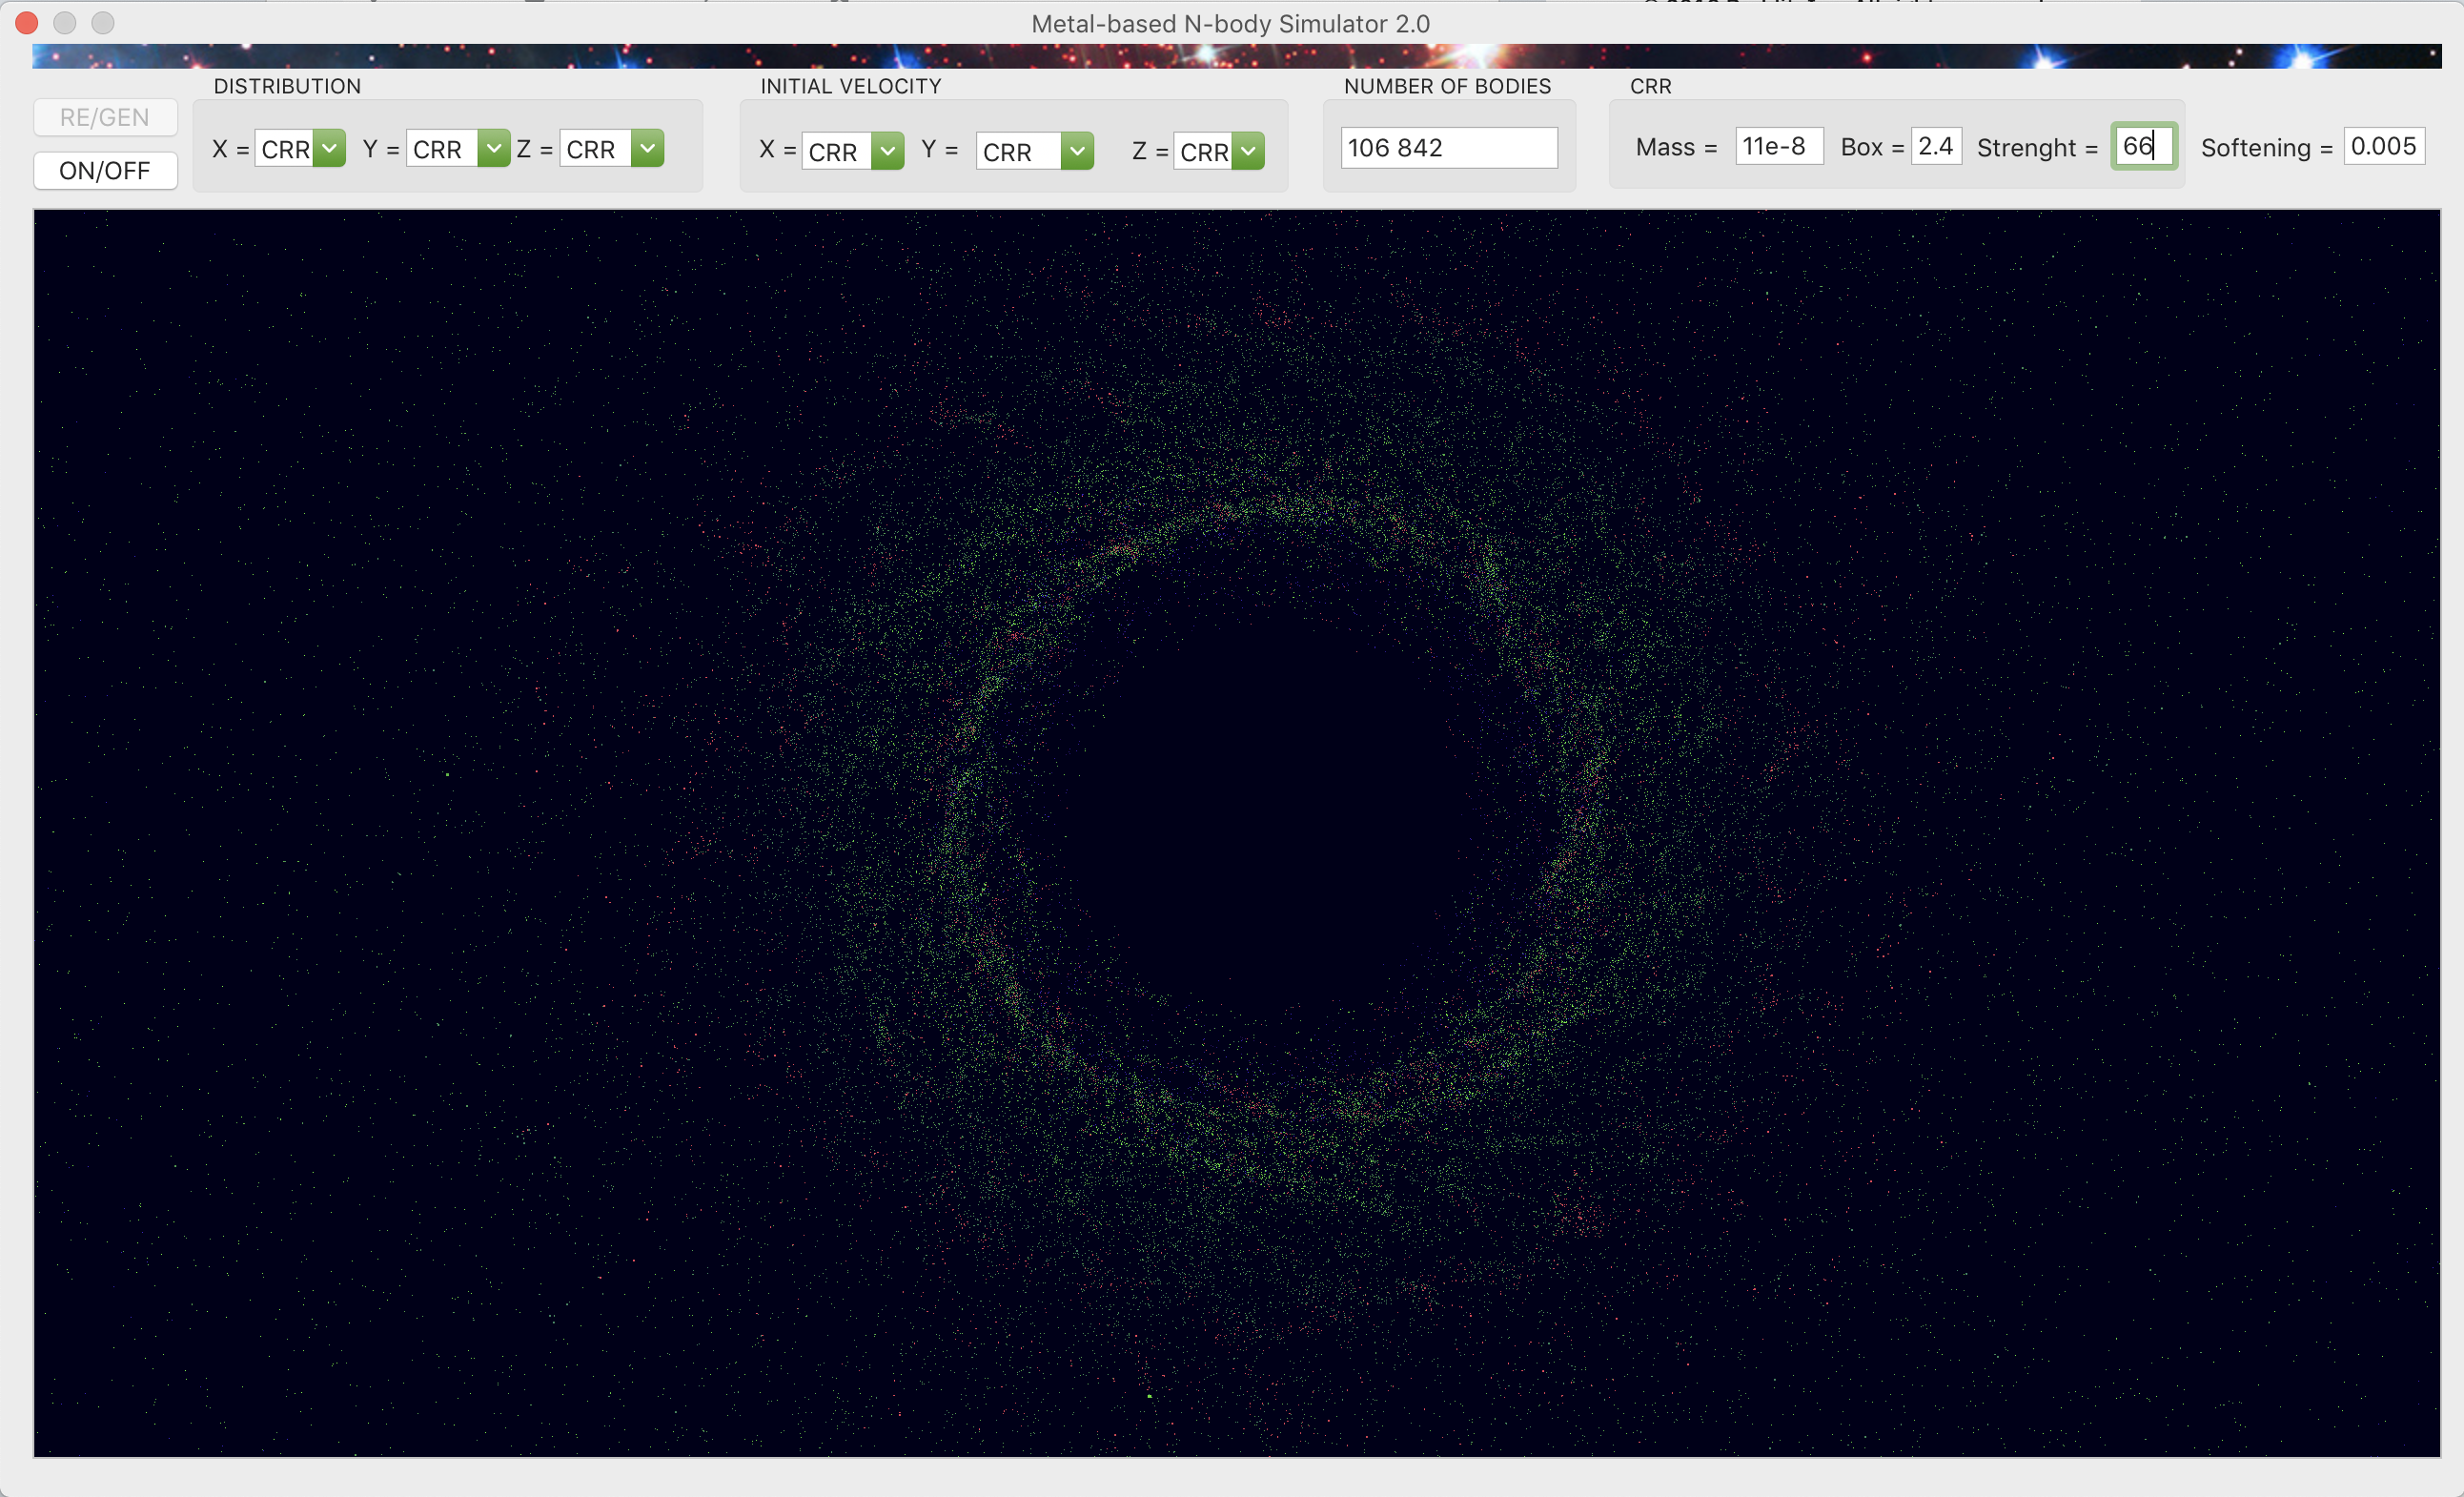 Metal-based N-body Simulator 2.0
DISTRIBUTION
INITIAL VELOCITY
NUMBER OF BODIES
CRR
RE/GEN
ON/OFF
X = CRR Y = CRR Z = CRR
X = CRR Y = CRR Z = CRR
106 842
Mass = 11e-8 Box = 2.4 Strenght = 66 Softening = 0.005